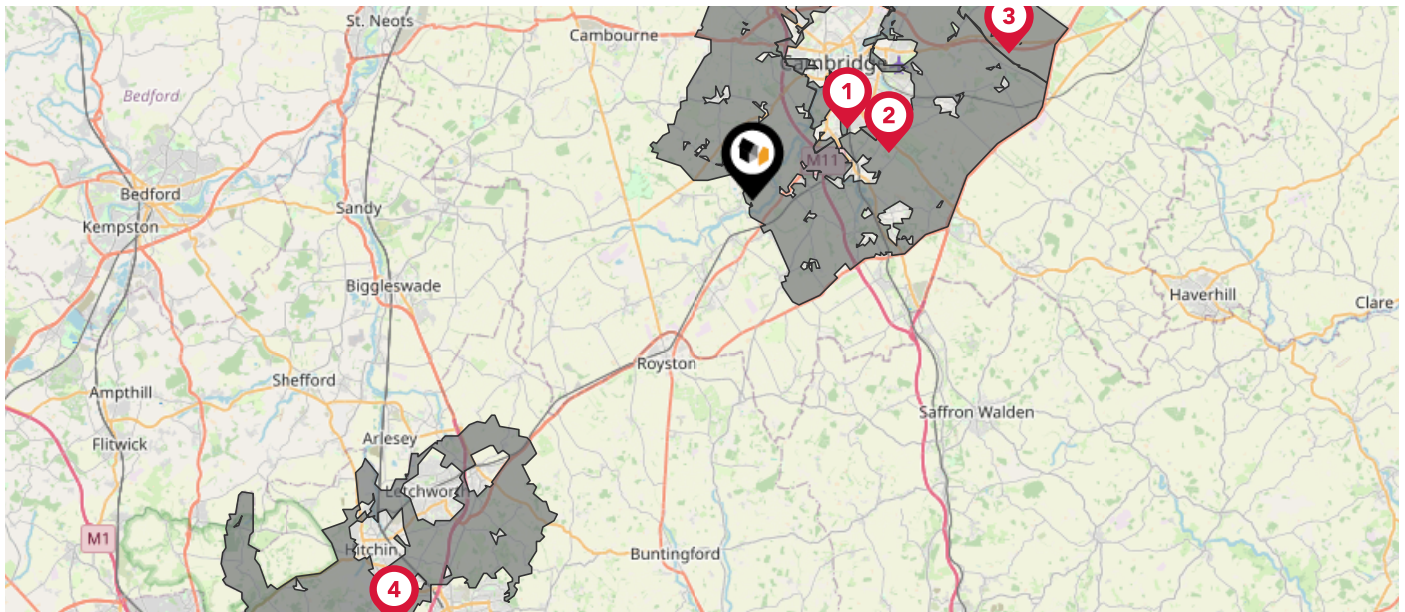 St. Neots
3
Cambourne
Cambridge
Bedford
1
2
M11
Bedford
Sandy
Kempston
Biggleswade
Haverhill
Clare
Royston
Shefford
Ampthill
Saffron Walden
Arlesey
Flitwick
Letchworth
M1
Hitchin
Buntingford
4